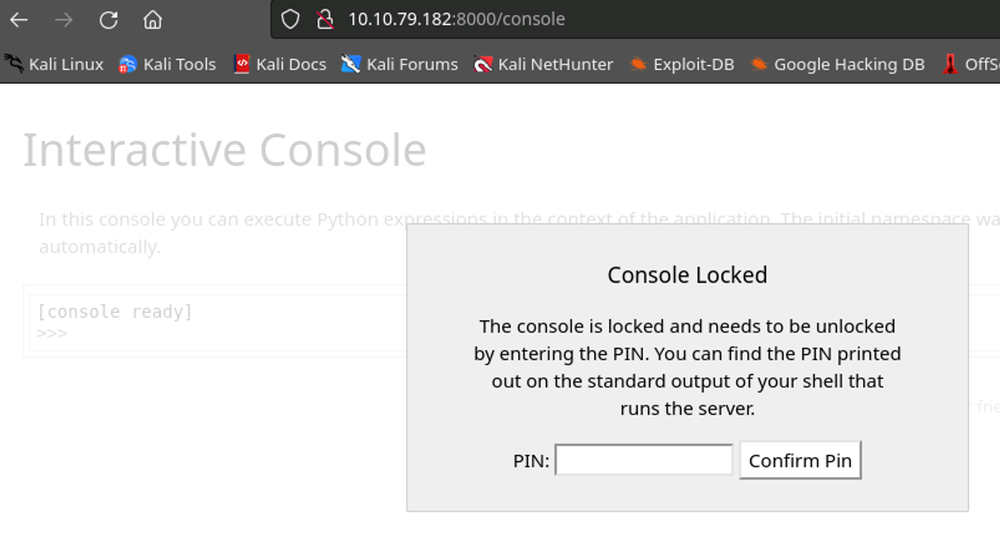 10.10.79.182:8000/console
Kali Linux Kali Tools Kali Docs Kali Forums Kali NetHunter Exploit-DB Google Hacking DB OffS
Interactive Console
In this console you can execute Python expressions in the context of the application. The initial namespace wa
automatically.
[console ready]
>>>
Console Locked
The console is locked and needs to be unlocked
by entering the PIN. You can find the PIN printed
out on the standard output of your shell that
runs the server.
PIN: Confirm Pin
frie